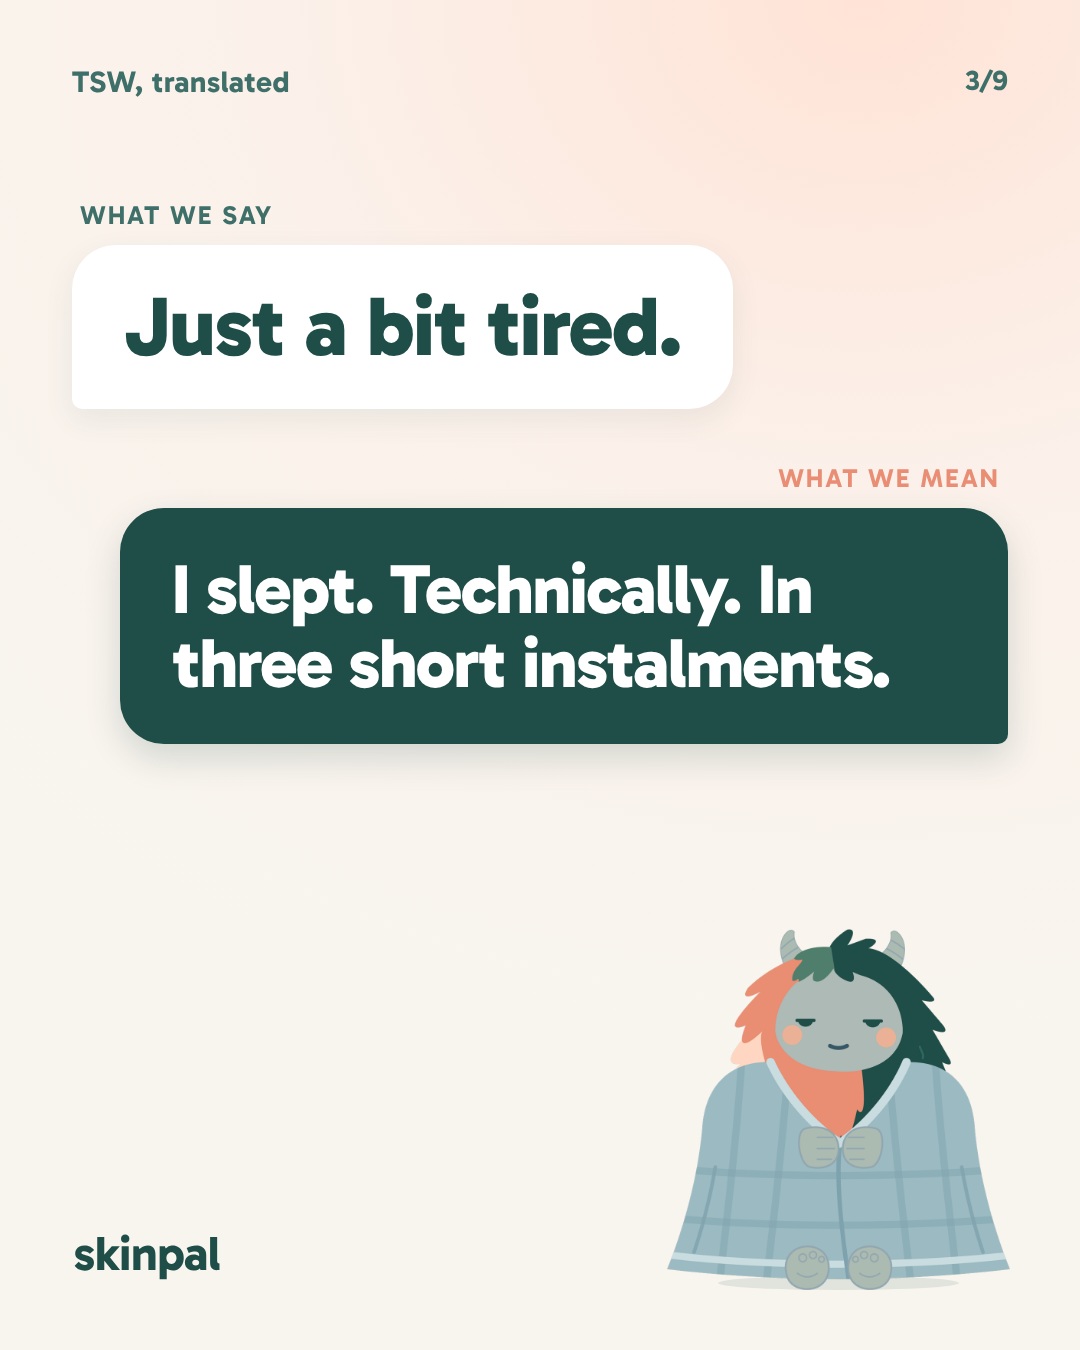 TSW, translated
3/9
WHAT WE SAY
Just a bit tired.
WHAT WE MEAN
I slept. Technically. In
three short instalments.
skinpal